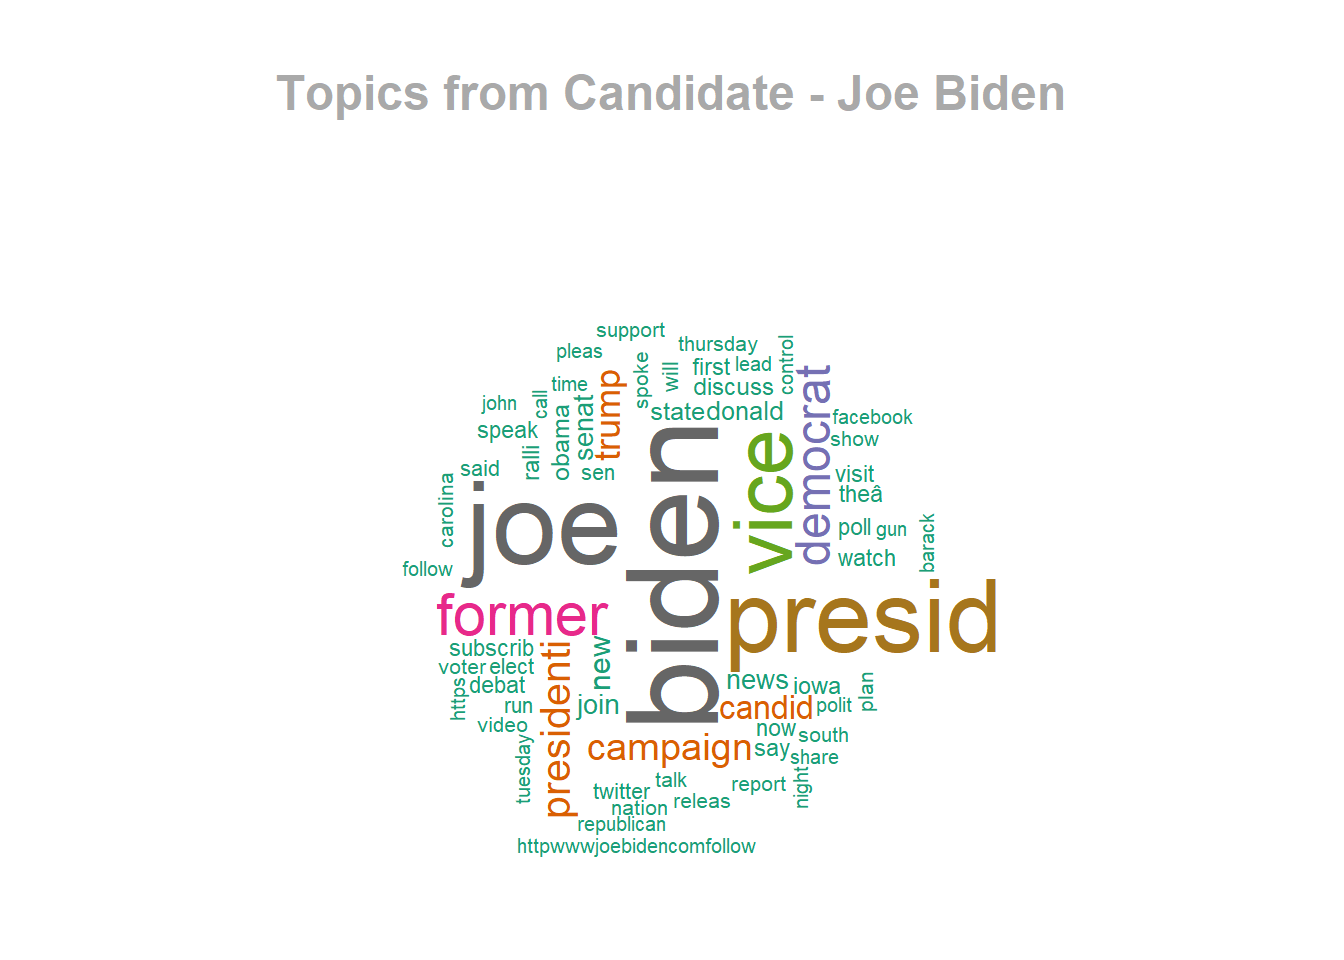 Topics from Candidate - Joe Biden
support
pleas
thursday
spoke
will
first
lead
control
time
discuss
john
call
obama
senat
trump
state
donald
democrat
facebook
speak
show
ralli
said
sen
visit
theâ
carolina
joe
biden
vice
poll
gun
barack
watch
follow
former
presid
subscrib
new
voter
elect
debat
news
iowa
plan
https
run
join
candid
polit
video
presidenti
now
south
tuesday
campaign
say
share
talk
report
night
twitter
releas
nation
republican
httpwwwjoebidencomfollow